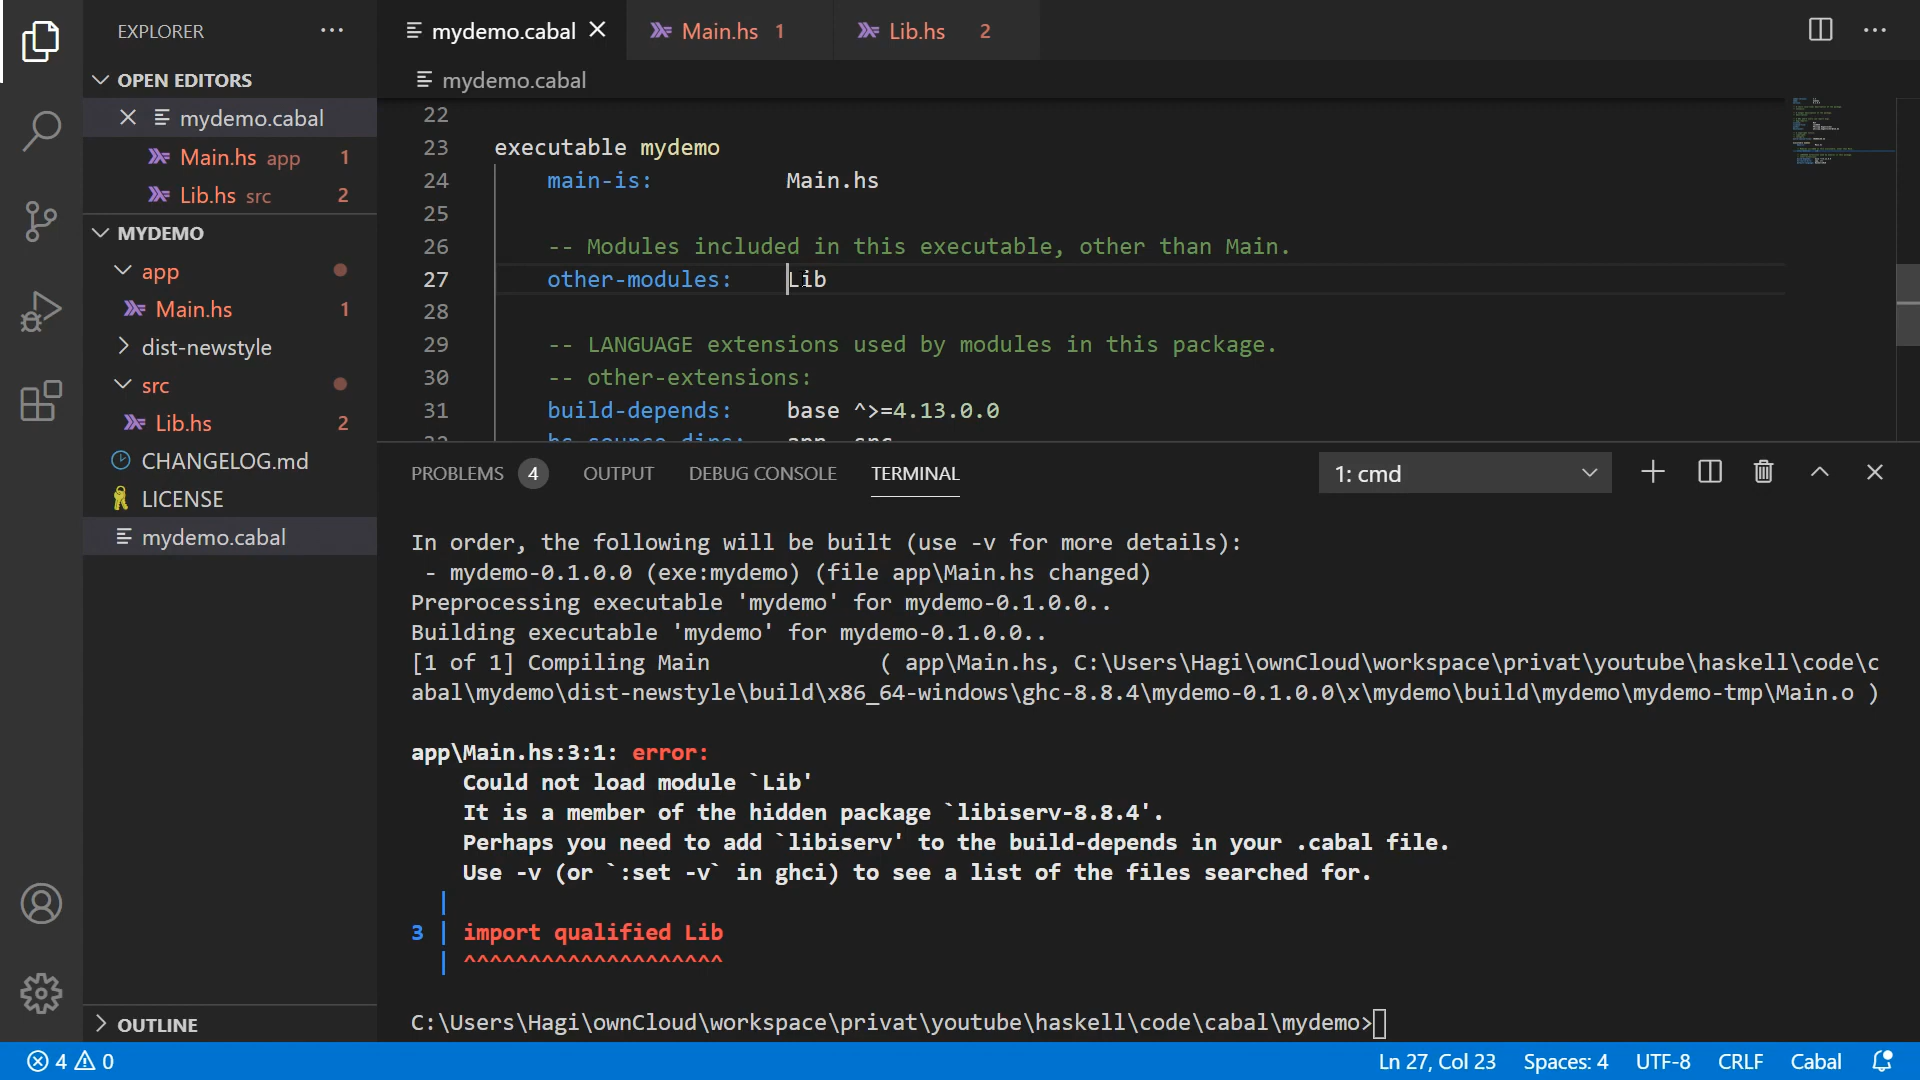 EXPLORER
OPEN EDITORS
mydemo.cabal
Main.hs app 1
Lib.hs src 2
MYDEMO
app
Main.hs 1
dist-newstyle
src
Lib.hs 2
CHANGELOG.md
LICENSE
mydemo.cabal
OUTLINE
mydemo.cabal Main.hs 1 Lib.hs 2
mydemo.cabal
22
23 executable mydemo
24 main-is: Main.hs
25
26 -- Modules included in this executable, other than Main.
27 other-modules: Lib
28
29 -- LANGUAGE extensions used by modules in this package.
30 -- other-extensions:
31 build-depends: base ^>=4.13.0.0
PROBLEMS 4 OUTPUT DEBUG CONSOLE TERMINAL 1: cmd
In order, the following will be built (use -v for more details):
- mydemo-0.1.0.0 (exe:mydemo) (file app\Main.hs changed)
Preprocessing executable 'mydemo' for mydemo-0.1.0.0..
Building executable 'mydemo' for mydemo-0.1.0.0..
[1 of 1] Compiling Main ( app\Main.hs, C:\Users\Hagi\ownCloud\workspace\privat\youtube\haskell\code\c
abal\mydemo\dist-newstyle\build\x86_64-windows\ghc-8.8.4\mydemo-0.1.0.0\x\mydemo\build\mydemo\mydemo-tmp\Main.o )
app\Main.hs:3:1: error:
Could not load module `Lib'
It is a member of the hidden package `libiserv-8.8.4'.
Perhaps you need to add `libiserv' to the build-depends in your .cabal file.
Use -v (or `:set -v` in ghci) to see a list of the files searched for.
|
3 | import qualified Lib
| ^^^^^^^^^^^^^^^^^^^^
C:\Users\Hagi\ownCloud\workspace\privat\youtube\haskell\code\cabal\mydemo>
4 0 Ln 27, Col 23 Spaces: 4 UTF-8 CRLF Cabal